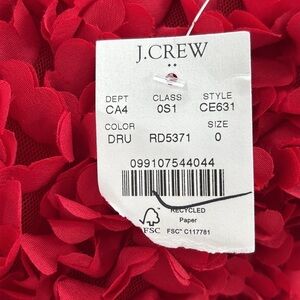 J.CREW
DEPT CLASS STYLE
CA4 0S1 CE631
COLOR SIZE
DRU RD5371 0
099107544044
RECYCLED
Paper
FSC FSC® C117781